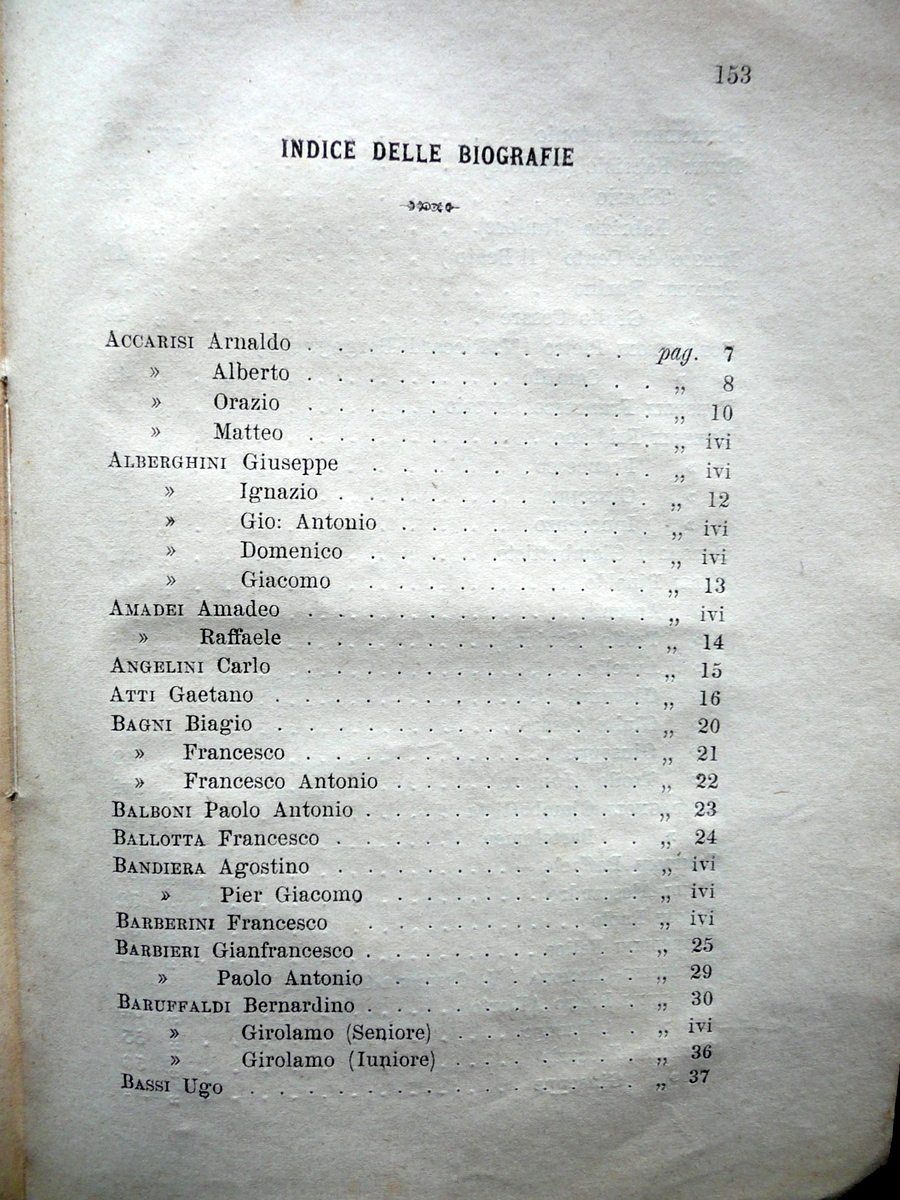 153
INDICE DELLE BIOGRAFIE
ACCARISI Arnaldo . . . . . . . . . . . pag. 7
» Alberto . . . . . . . . . . . . „ 8
» Orazio . . . . . . . . . . . . „ 10
» Matteo . . . . . . . . . . . . „ ivi
ALBERGHINI Giuseppe . . . . . . . . . . „ ivi
» Ignazio . . . . . . . . . . . „ 12
» Gio: Antonio . . . . . . . . . „ ivi
» Domenico . . . . . . . . . . „ ivi
» Giacomo . . . . . . . . . . „ 13
AMADEI Amadeo . . . . . . . . . . . . „ ivi
» Raffaele . . . . . . . . . . . . „ 14
ANGELINI Carlo . . . . . . . . . . . . „ 15
ATTI Gaetano . . . . . . . . . . . . . „ 16
BAGNI Biagio . . . . . . . . . . . . . „ 20
» Francesco . . . . . . . . . . . . „ 21
» Francesco Antonio . . . . . . . . . „ 22
BALBONI Paolo Antonio . . . . . . . . . . „ 23
BALLOTTA Francesco . . . . . . . . . . . „ 24
BANDIERA Agostino . . . . . . . . . . . „ ivi
» Pier Giacomo . . . . . . . . . „ ivi
BARBERINI Francesco . . . . . . . . . . „ ivi
BARBIERI Gianfrancesco . . . . . . . . . . „ 25
» Paolo Antonio . . . . . . . . . „ 29
BARUFFALDI Bernardino . . . . . . . . . . „ 30
» Girolamo (Seniore) . . . . . . . „ ivi
» Girolamo (Iuniore) . . . . . . . „ 36
BASSI Ugo . . . . . . . . . . . . . . „ 37